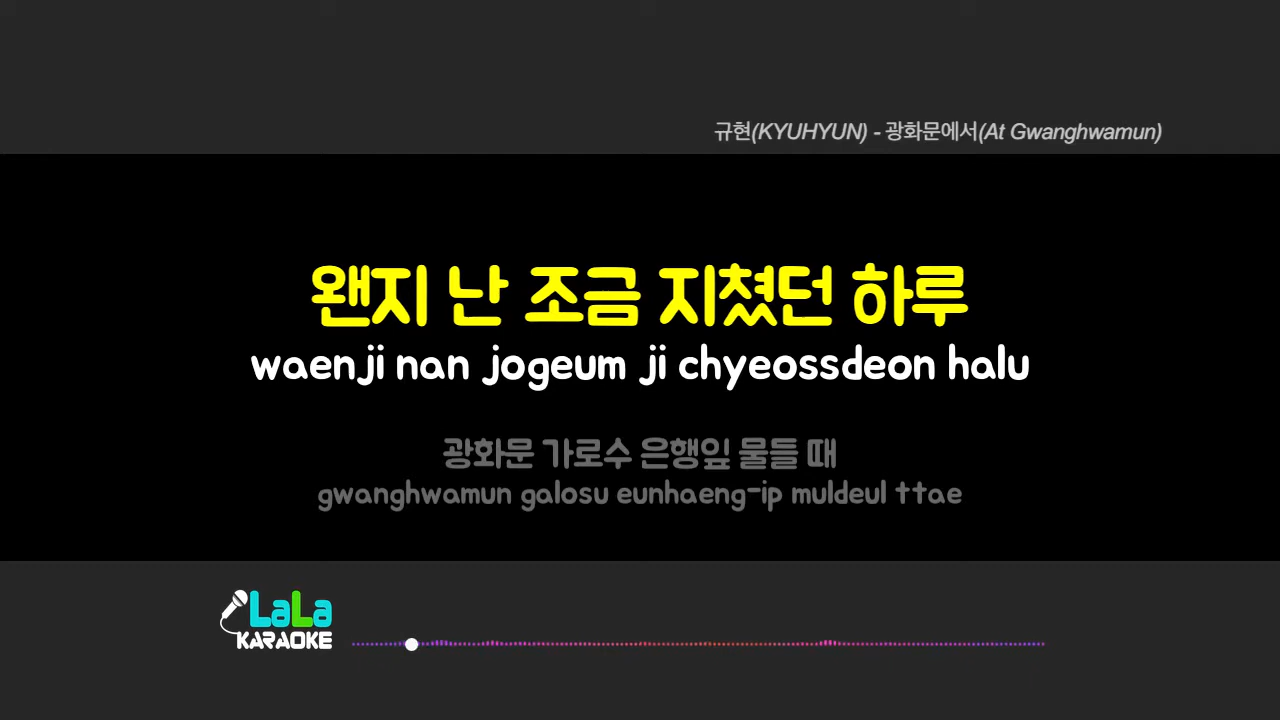 규현(KYUHYUN) - 광화문에서(At Gwanghwamun)
왠지 난 조금 지쳤던 하루
waenji nan jogeum ji chyeossdeon halu
광화문 가로수 은행잎 물들 때
gwanghwamun galosu eunhaeng-ip muldeul ttae
LaLa
KARAOKE